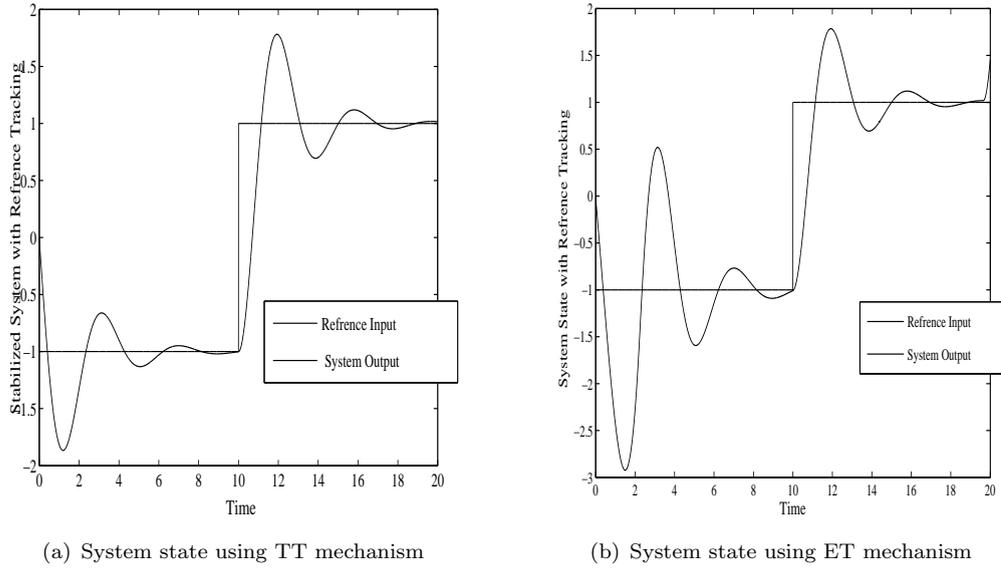 Stabilized System with Refrence Tracking
2
1.5
1
0.5
0
0.5
−1
1.5
−2
0 2 4 6 8 10 12 14 16 18 20
Time
Refrence Input
System Output
(a) System state using TT mechanism
System State with Refrence Tracking
2
1.5
1
0.5
0
−0.5
−1
−1.5
−2
−2.5
−3
0 2 4 6 8 10 12 14 16 18 20
Time
Refrence Input
System Output
(b) System state using ET mechanism